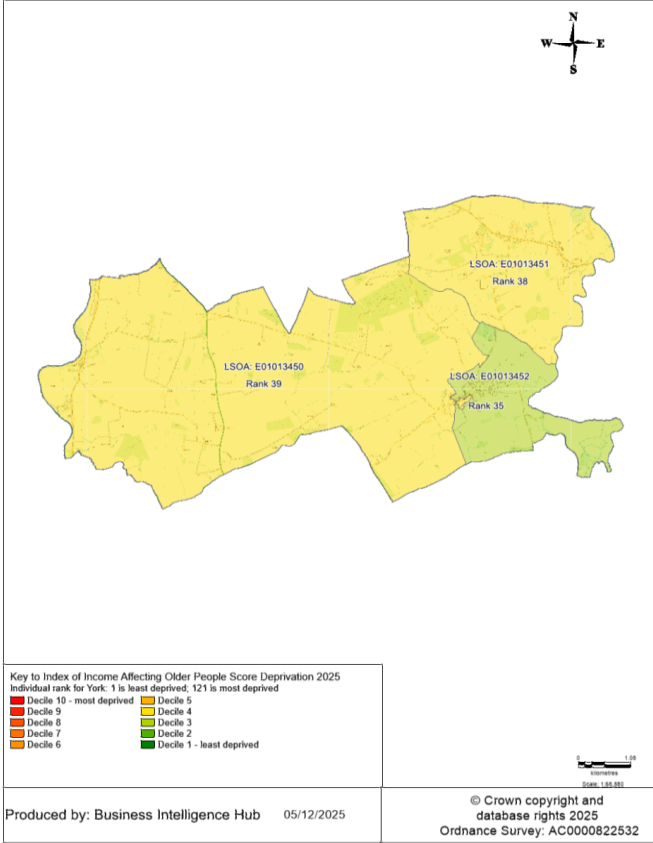 N
W E
S
LSOA: E01013451
Rank 38
LSOA: E01013450
Rank 39
LSOA: E01013452
Rank 35
Key to Index of Income Affecting Older People Score Deprivation 2025
Individual rank for York: 1 is least deprived; 121 is most deprived
Decile 10 - most deprived
Decile 9
Decile 8
Decile 7
Decile 6
Decile 5
Decile 4
Decile 3
Decile 2
Decile 1 - least deprived
kilometres
Produced by: Business Intelligence Hub 05/12/2025
© Crown copyright and
database rights 2025
Ordnance Survey: AC0000822532